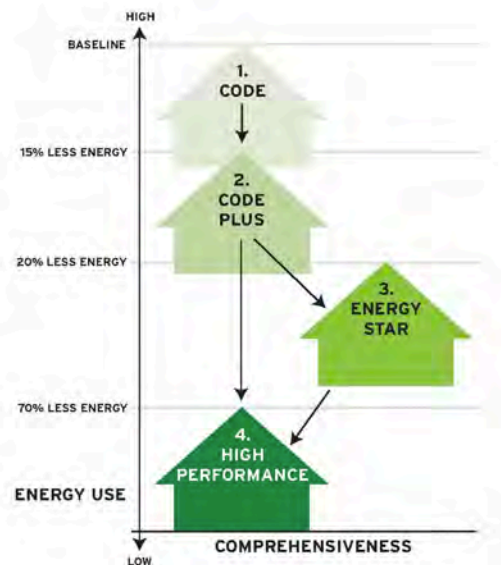 HIGH
BASELINE
1.
CODE
15% LESS ENERGY
2.
CODE
PLUS
20% LESS ENERGY
3.
ENERGY
STAR
70% LESS ENERGY
4.
HIGH
PERFORMANCE
ENERGY USE
COMPREHENSIVENESS
LOW